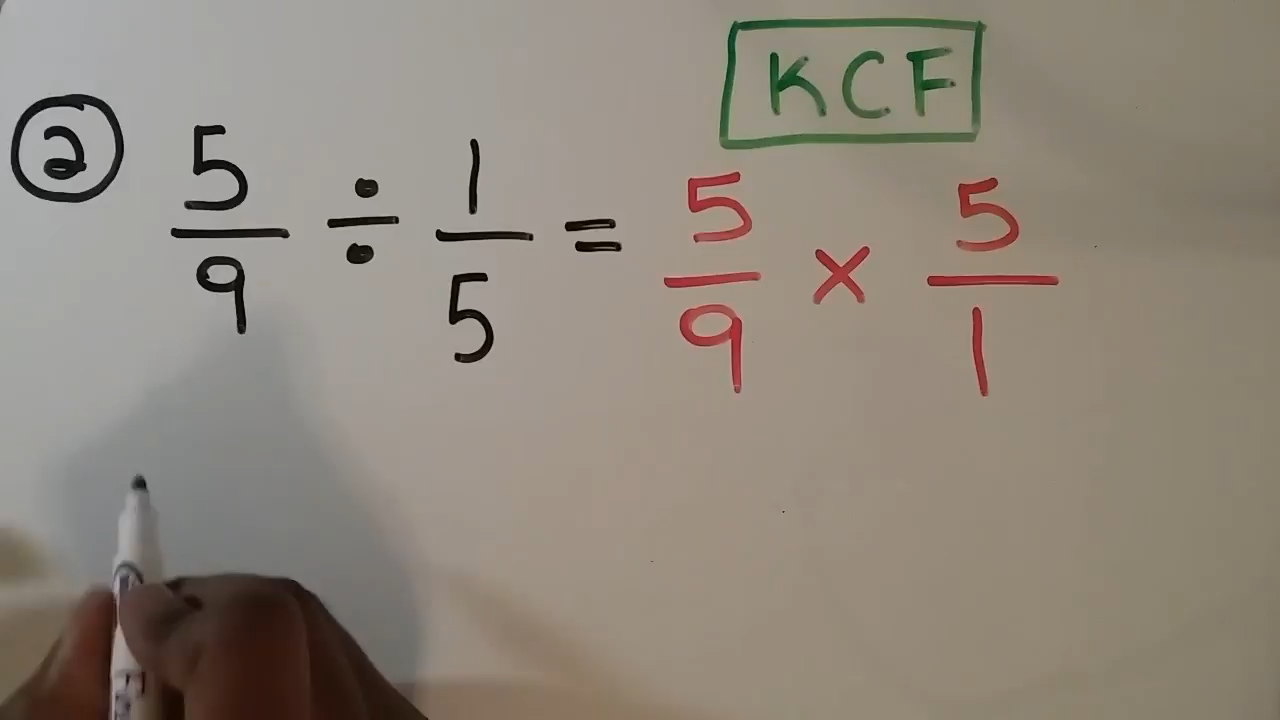 KCF
② 5/9 ÷ 1/5 = 5/9 × 5/1